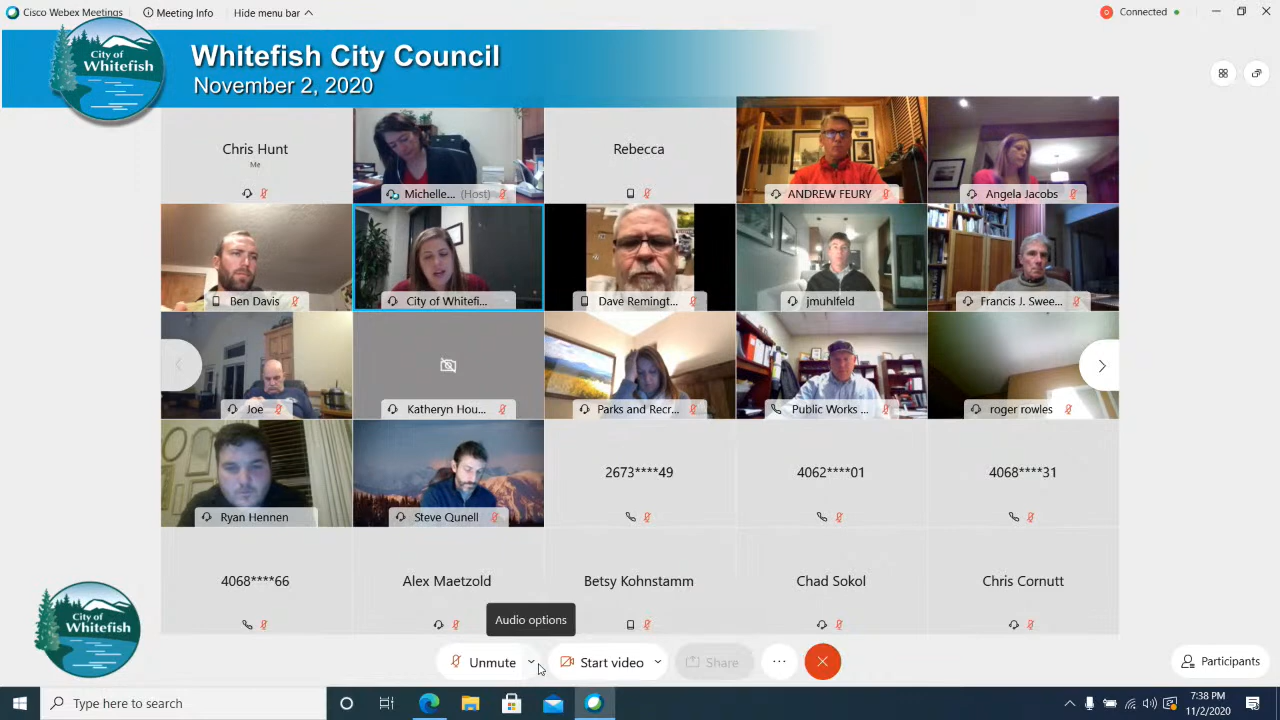 Cisco Webex Meetings
Meeting Info
Hide menu bar
Connected
City of
Whitefish
Whitefish City Council
November 2, 2020
Chris Hunt
Me
Michelle... (Host)
Rebecca
ANDREW FEURY
Angela Jacobs
Ben Davis
City of Whitefi...
Dave Remingt...
jmuhlfeld
Francis J. Swee...
Joe
Katheryn Hou...
Parks and Recr...
Public Works ...
roger rowles
Ryan Hennen
Steve Qunell
2673****49
4062****01
4068****31
4068****66
Alex Maetzold
Betsy Kohnstamm
Chad Sokol
Chris Cornutt
City of
Whitefish
Audio options
Unmute
Start video
Share
Participants
Type here to search
7:38 PM
11/2/2020